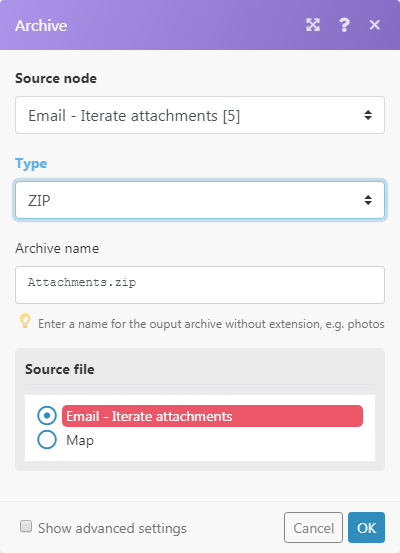 Archive
?
Source node
Email - Iterate attachments [5]
Type
ZIP
Archive name
Attachments.zip
Enter a name for the ouput archive without extension, e.g. photos
Source file
Email - Iterate attachments
Map
Show advanced settings
Cancel
OK